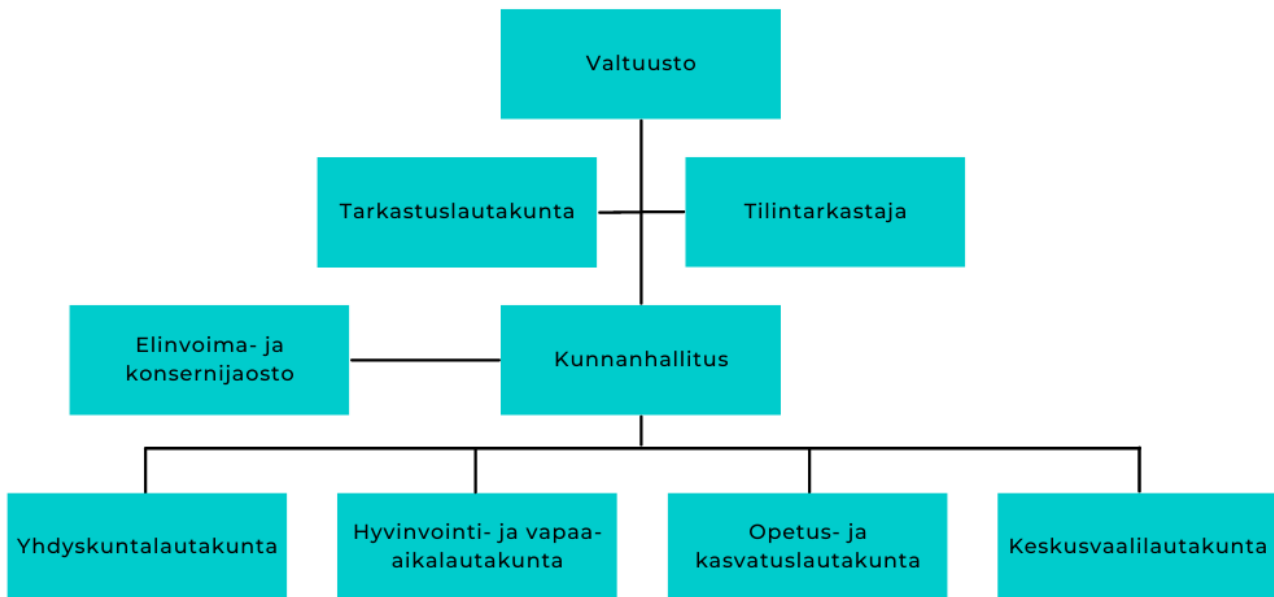 Valtuusto
Tarkastuslautakunta
Tilintarkastaja
Elinvoima- ja
konsernijaosto
Kunnanhallitus
Yhdyskuntalautakunta
Hyvinvointi- ja vapaa-
aikalautakunta
Opetus- ja
kasvatuslautakunta
Keskusvaalilautakunta